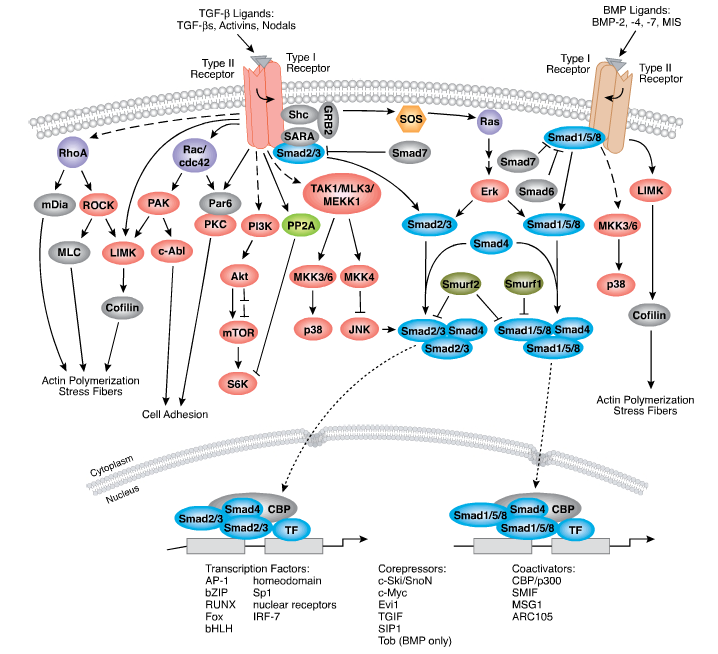 TGF-β Ligands:
TGF-βs, Activins, Nodals
BMP Ligands:
BMP-2, -4, -7, MIS
Type II
Receptor
Type I
Receptor
Type I
Receptor
Type II
Receptor
Shc
GRB2
SOS
Ras
SARA
Smad2/3
Smad7
Smad1/5/8
Smad7
Smad6
RhoA
Rac/
cdc42
TAK1/MLK3/
MEKK1
Erk
LIMK
mDia
ROCK
PAK
Par6
PKC
PI3K
PP2A
Smad2/3
Smad1/5/8
MKK3/6
Smad4
MLC
LIMK
c-Abl
Akt
MKK3/6
MKK4
Smurf2
Smurf1
p38
Cofilin
mTOR
p38
JNK
Smad2/3
Smad4
Smad2/3
Smad1/5/8
Smad4
Smad1/5/8
Cofilin
S6K
Actin Polymerization
Stress Fibers
Cell Adhesion
Actin Polymerization
Stress Fibers
Cytoplasm
Nucleus
Smad2/3
Smad4
CBP
Smad2/3
TF
Smad1/5/8
Smad4
CBP
Smad1/5/8
TF
Transcription Factors:
AP-1
bZIP
RUNX
Fox
bHLH
homeodomain
Sp1
nuclear receptors
IRF-7
Corepressors:
c-Ski/SnoN
c-Myc
Evi1
TGIF
SIP1
Tob (BMP only)
Coactivators:
CBP/p300
SMIF
MSG1
ARC105